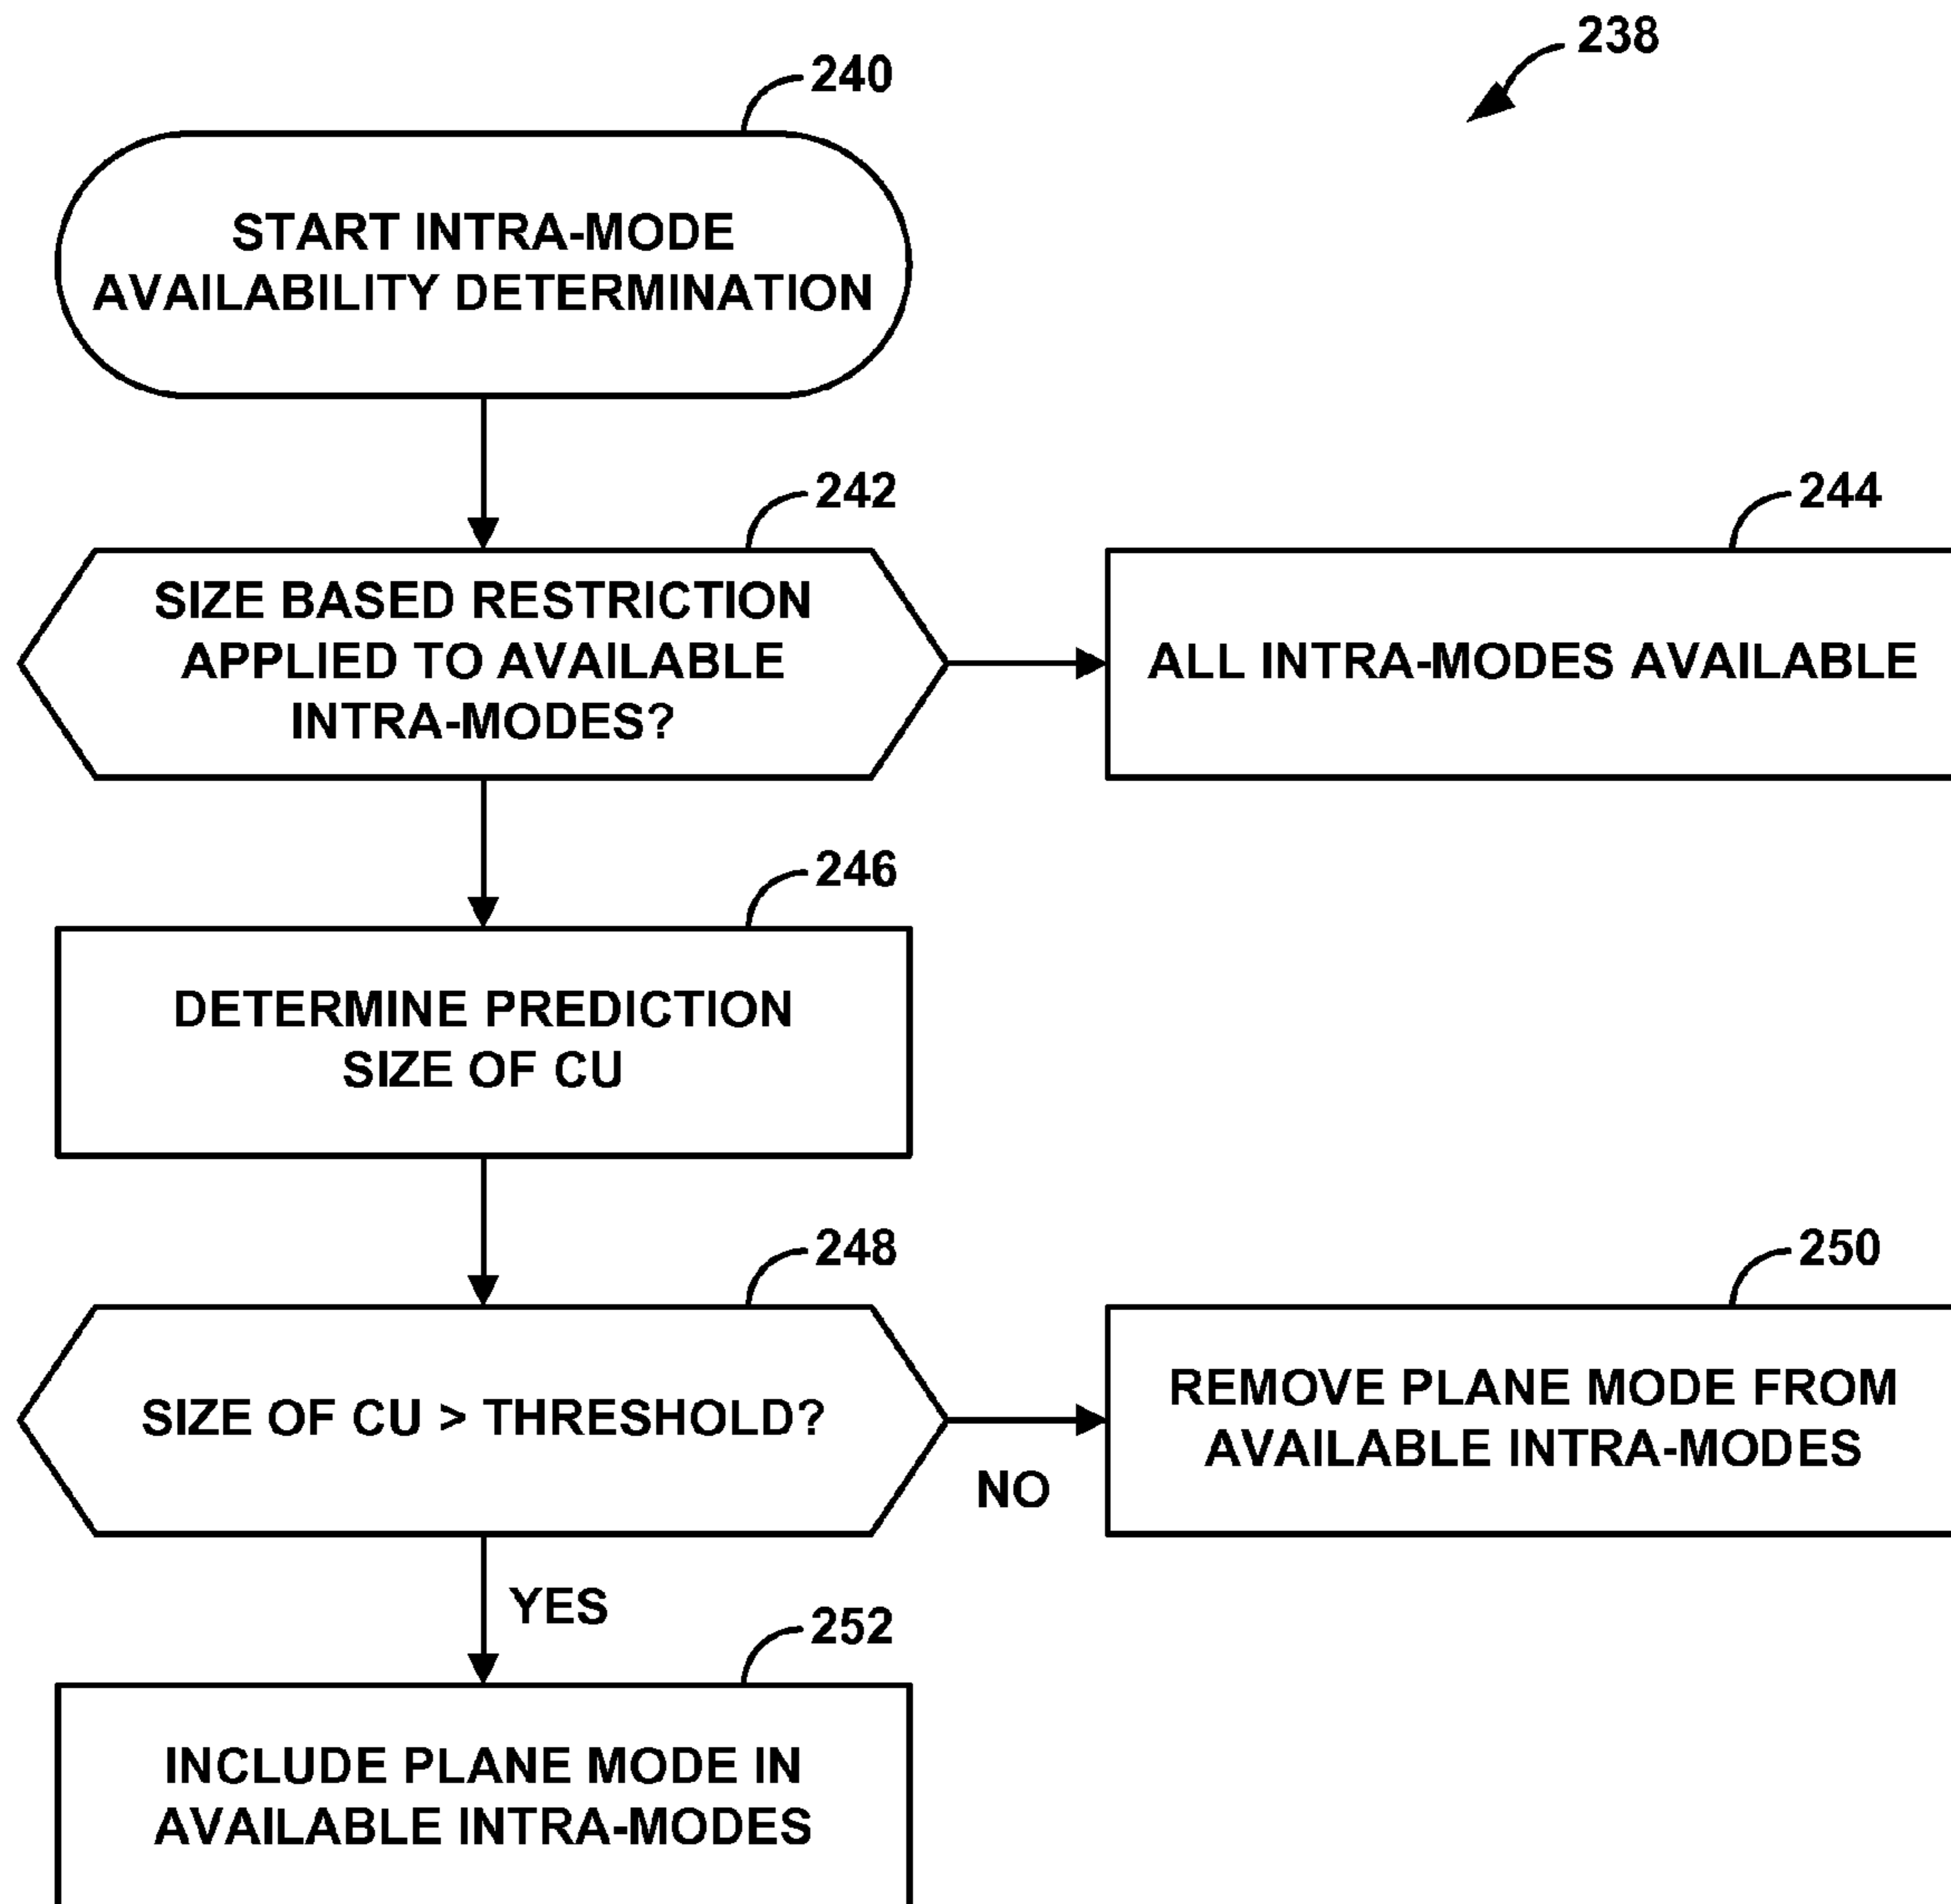 238
240
START INTRA-MODE
AVAILABILITY DETERMINATION
242
SIZE BASED RESTRICTION
APPLIED TO AVAILABLE
INTRA-MODES?
244
ALL INTRA-MODES AVAILABLE
246
DETERMINE PREDICTION
SIZE OF CU
248
SIZE OF CU > THRESHOLD?
NO
250
REMOVE PLANE MODE FROM
AVAILABLE INTRA-MODES
YES
252
INCLUDE PLANE MODE IN
AVAILABLE INTRA-MODES